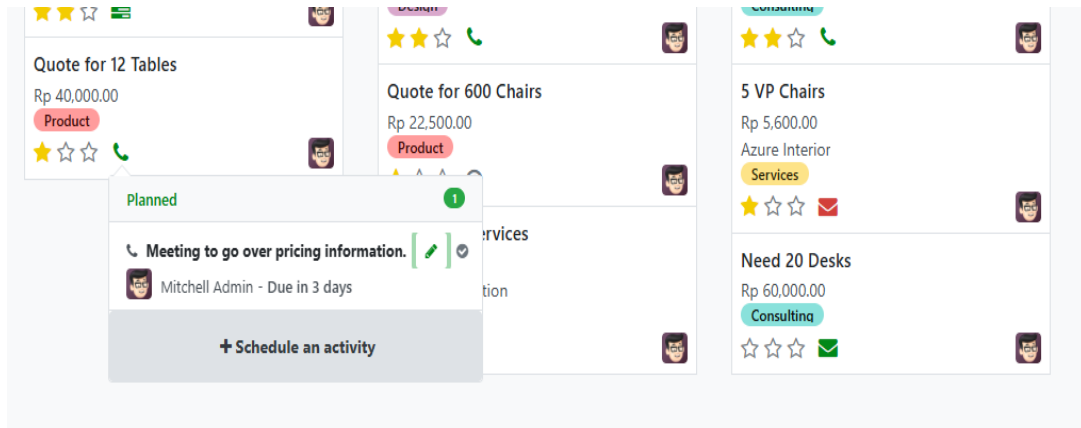 Quote for 12 Tables
Rp 40,000.00
Product
Planned
1
Meeting to go over pricing information.
Mitchell Admin - Due in 3 days
+ Schedule an activity
Design
Quote for 600 Chairs
Rp 22,500.00
Product
ervices
tion
Consulting
5 VP Chairs
Rp 5,600.00
Azure Interior
Services
Need 20 Desks
Rp 60,000.00
Consulting